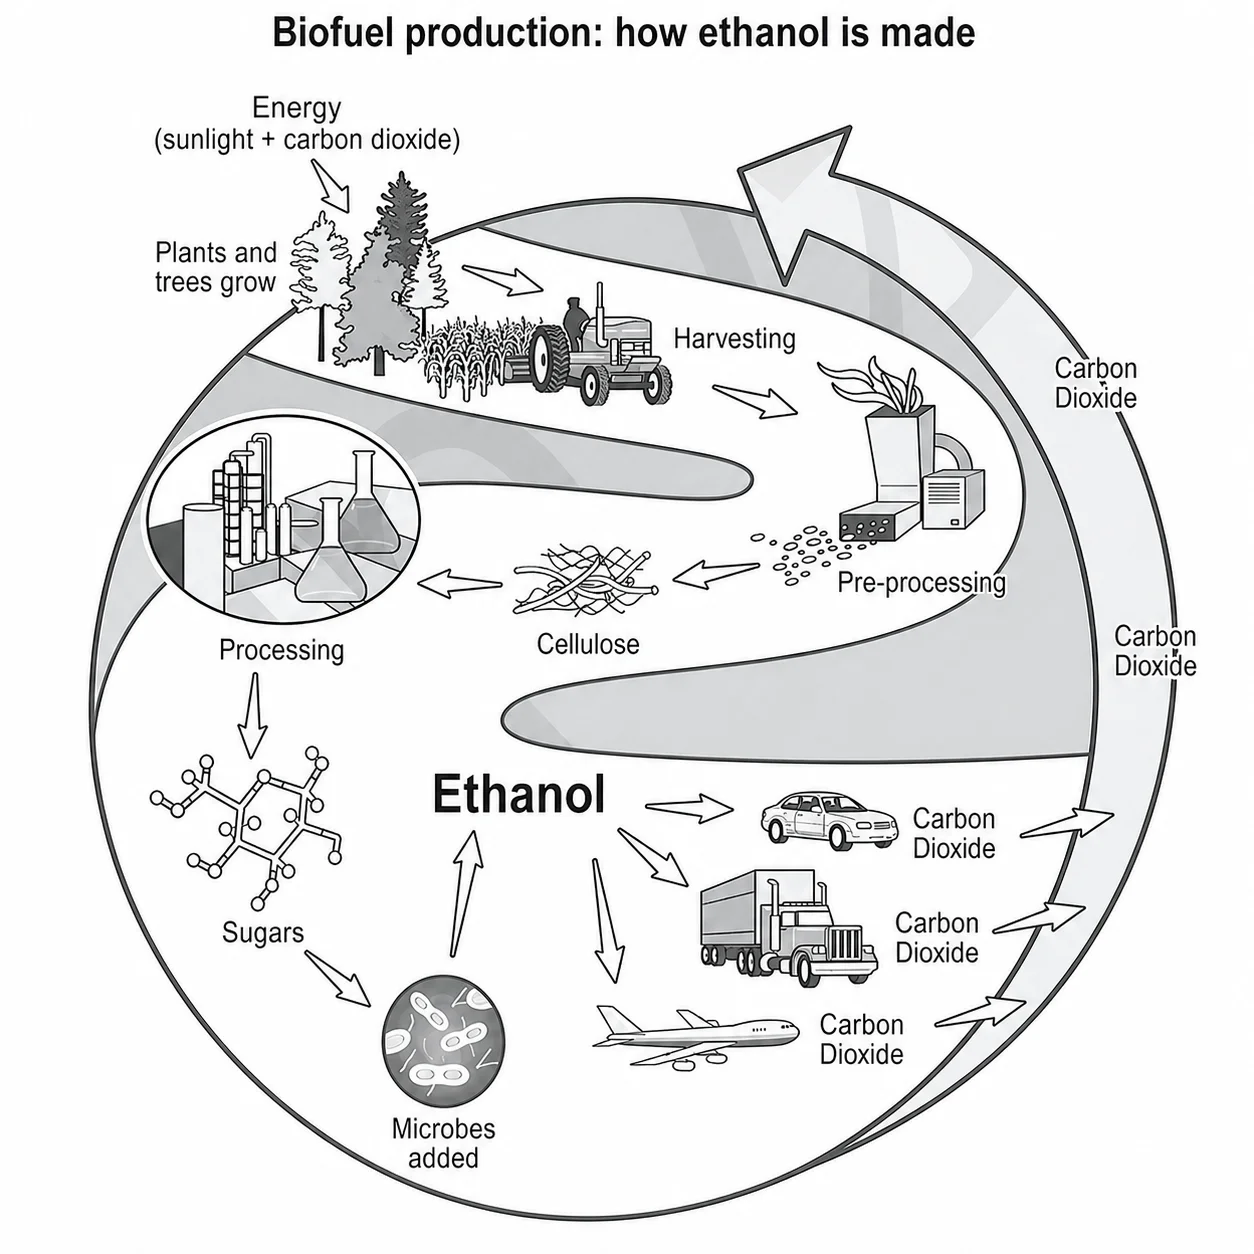 Biofuel production: how ethanol is made
Energy
(sunlight + carbon dioxide)
Plants and
trees grow
Harvesting
Carbon
Dioxide
Pre-processing
Cellulose
Processing
Carbon
Dioxide
Ethanol
Carbon
Dioxide
Sugars
Carbon
Dioxide
Carbon
Dioxide
Microbes
added